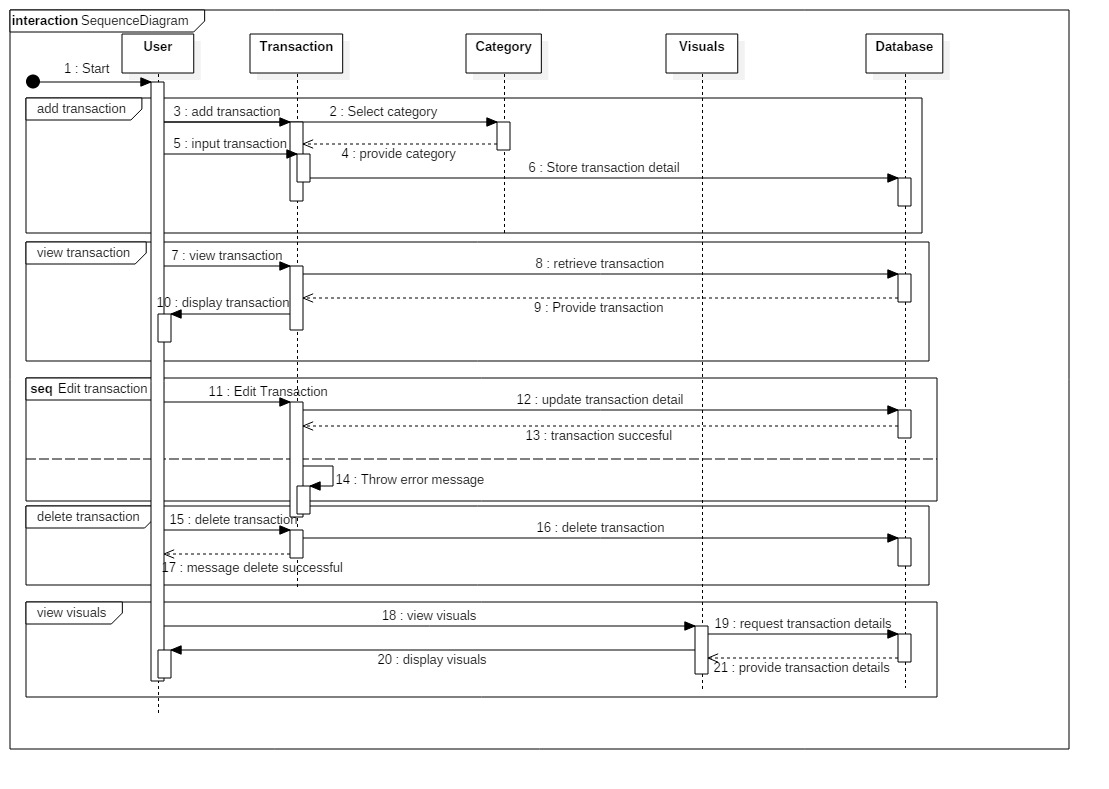 interaction SequenceDiagram
User
Transaction
Category
Visuals
Database
1 : Start
add transaction
3 : add transaction
2 : Select category
5 : input transaction
4 : provide category
6 : Store transaction detail
view transaction
7 : view transaction
8 : retrieve transaction
10 : display transaction
9 : Provide transaction
seq Edit transaction
11 : Edit Transaction
12 : update transaction detail
13 : transaction succesful
14 : Throw error message
delete transaction
15 : delete transaction
16 : delete transaction
17 : message delete successful
view visuals
18 : view visuals
19 : request transaction details
20 : display visuals
21 : provide transaction details